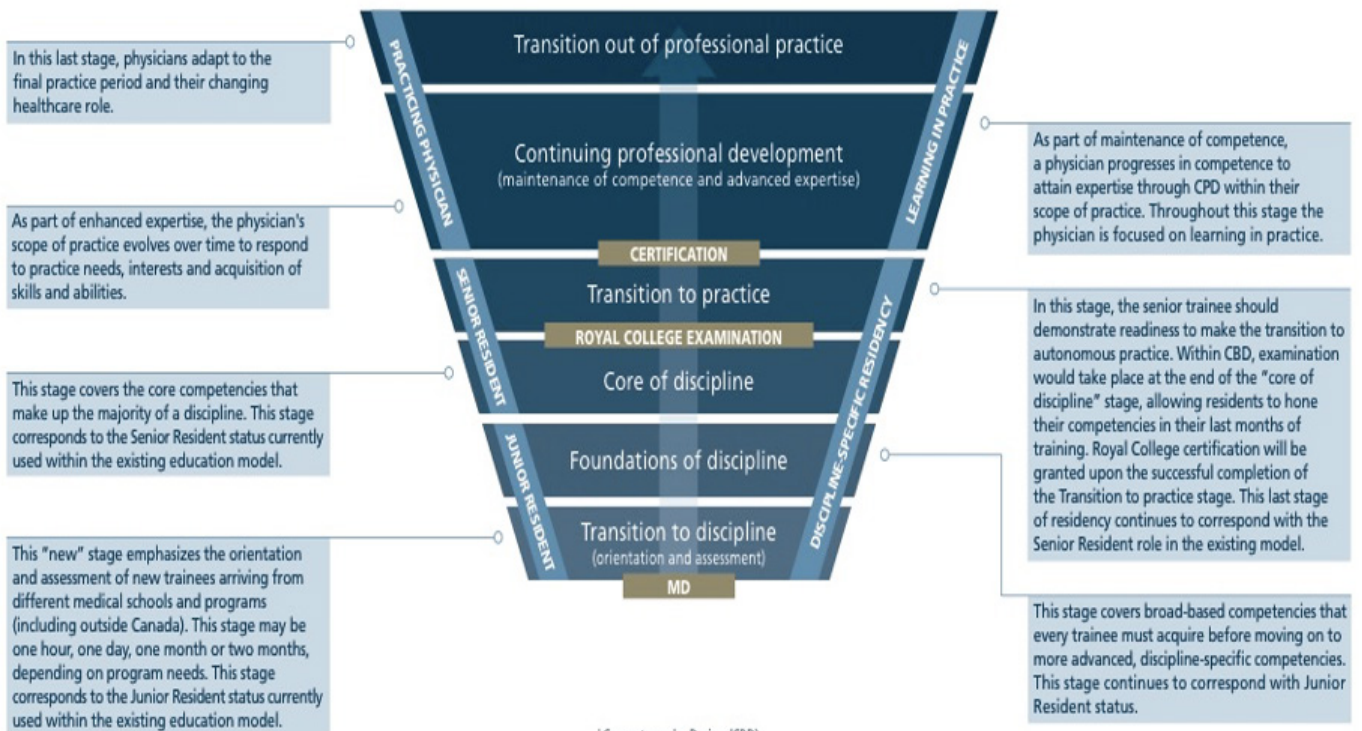 Transition out of professional practice
PRACTICING PHYSICIAN
LEARNING IN PRACTICE
In this last stage, physicians adapt to the
final practice period and their changing
healthcare role.
Continuing professional development
(maintenance of competence and advanced expertise)
As part of maintenance of competence,
a physician progresses in competence to
attain expertise through CPD within their
scope of practice. Throughout this stage the
physician is focused on learning in practice.
As part of enhanced expertise, the physician's
scope of practice evolves over time to respond
to practice needs, interests and acquisition of
skills and abilities.
CERTIFICATION
Transition to practice
SENIOR RESIDENT
DISCIPLINE-SPECIFIC RESIDENCY
In this stage, the senior trainee should
demonstrate readiness to make the transition to
autonomous practice. Within CBD, examination
would take place at the end of the "core of
discipline" stage, allowing residents to hone
their competencies in their last months of
training. Royal College certification will be
granted upon the successful completion of
the Transition to practice stage. This last stage
of residency continues to correspond with the
Senior Resident role in the existing model.
ROYAL COLLEGE EXAMINATION
Core of discipline
This stage covers the core competencies that
make up the majority of a discipline. This stage
corresponds to the Senior Resident status currently
used within the existing education model.
JUNIOR RESIDENT
Foundations of discipline
Transition to discipline
(orientation and assessment)
MD
This "new" stage emphasizes the orientation
and assessment of new trainees arriving from
different medical schools and programs
(including outside Canada). This stage may be
one hour, one day, one month or two months,
depending on program needs. This stage
corresponds to the Junior Resident status currently
used within the existing education model.
This stage covers broad-based competencies that
every trainee must acquire before moving on to
more advanced, discipline-specific competencies.
This stage continues to correspond with Junior
Resident status.